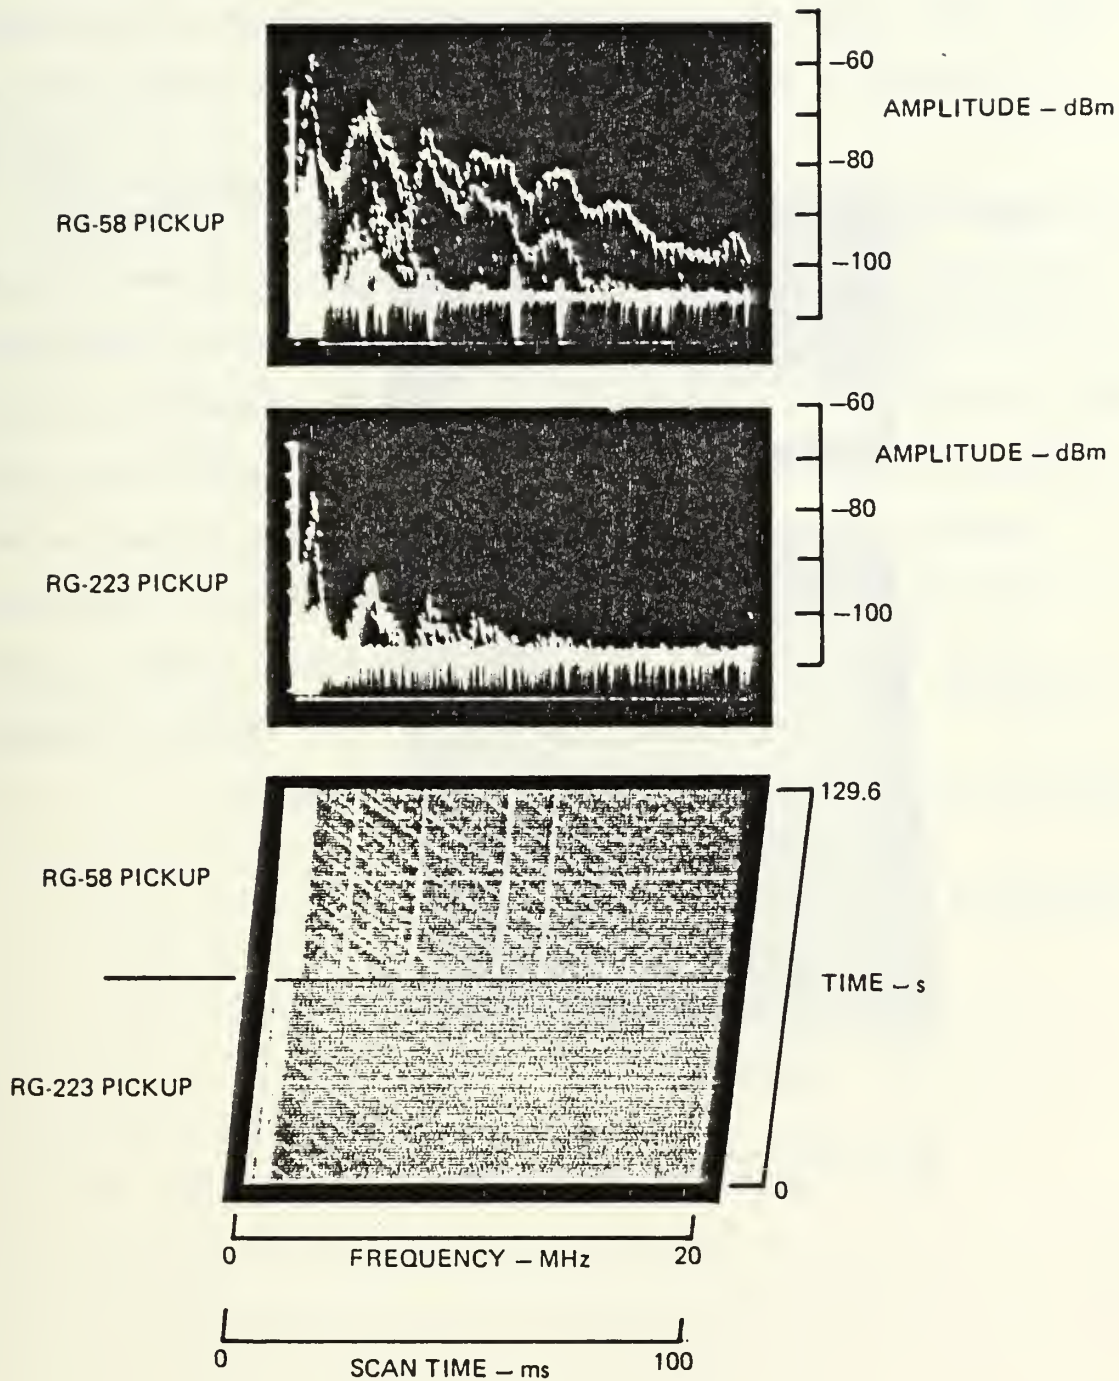 −60
AMPLITUDE − dBm
−80
RG-58 PICKUP
−100
−60
AMPLITUDE − dBm
−80
RG-223 PICKUP
−100
129.6
RG-58 PICKUP
TIME − s
RG-223 PICKUP
0
0 FREQUENCY − MHz 20
0 SCAN TIME − ms 100